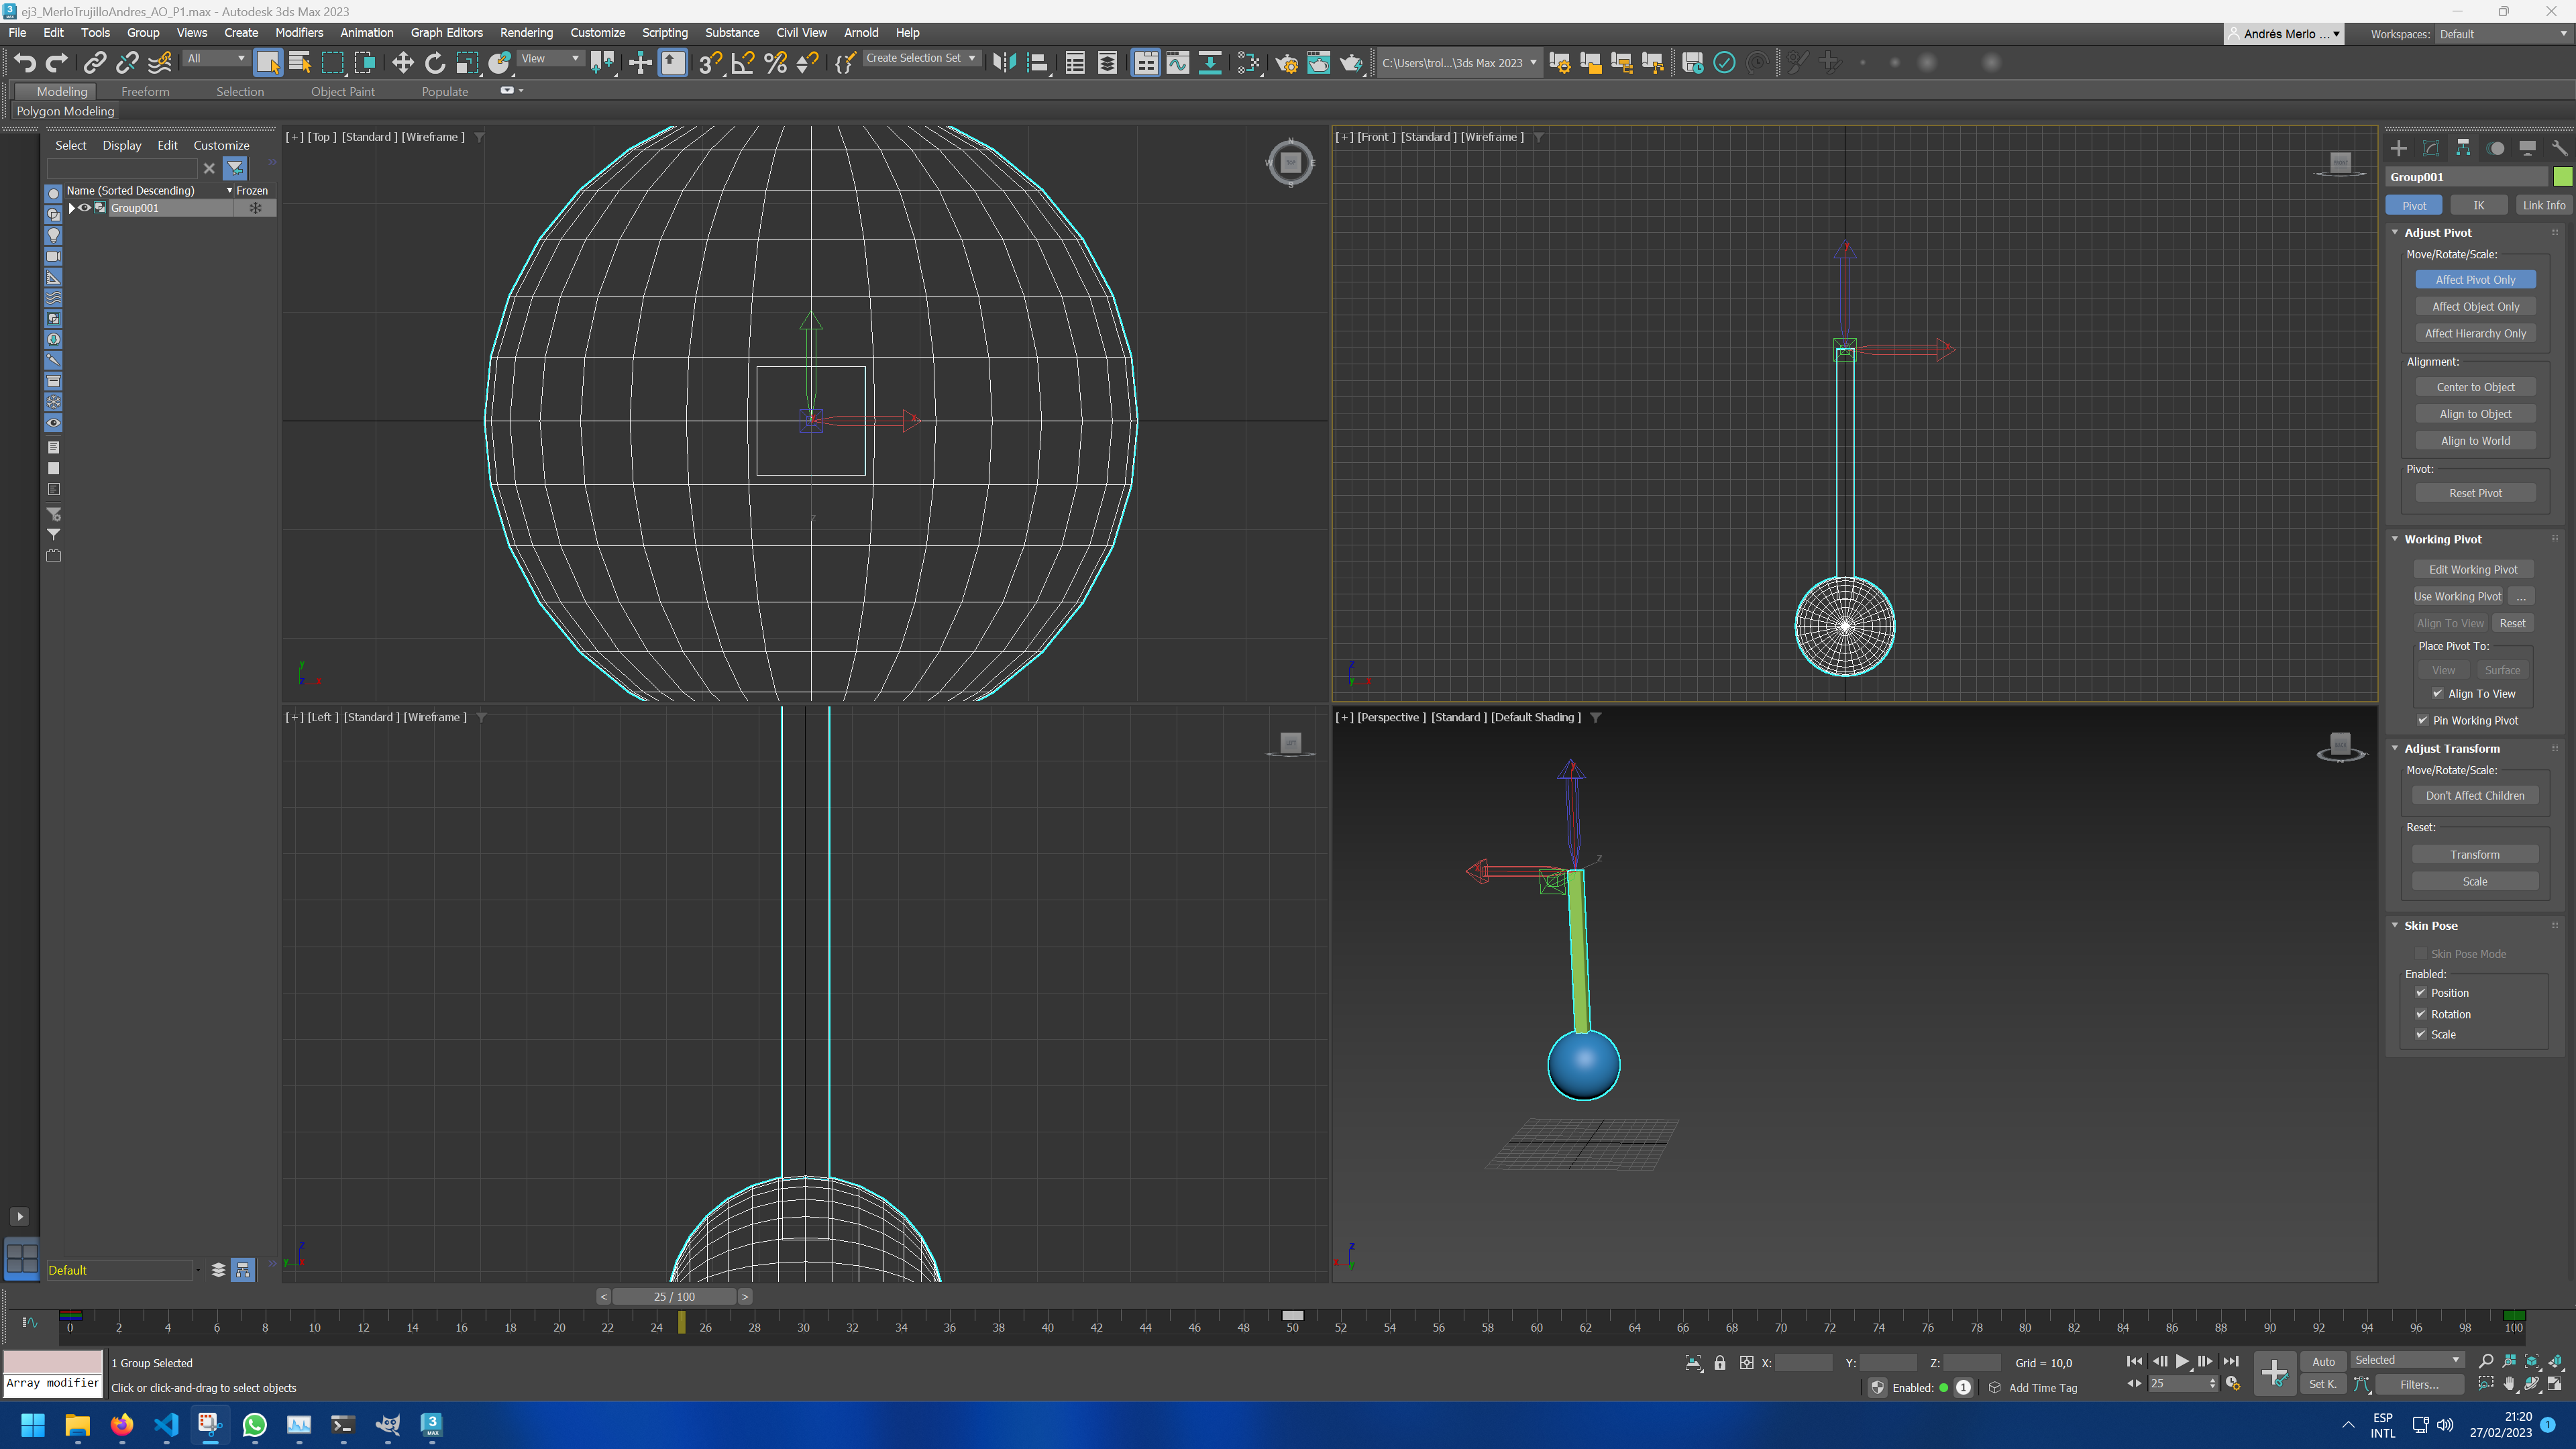 ej3_MerloTrujilloAndres_AO_P1.max - Autodesk 3ds Max 2023
File Edit Tools Group Views Create Modifiers Animation Graph Editors Rendering Customize Scripting Substance Civil View Arnold Help
Andrés Merlo ...
Workspaces: Default
All
View
Create Selection Set
C:\Users\trol...\3ds Max 2023
Modeling Freeform Selection Object Paint Populate
Polygon Modeling
Select Display Edit Customize
Name (Sorted Descending) Frozen
Group001
Default
[+] [Top ] [Standard ] [Wireframe ]
[+] [Front ] [Standard ] [Wireframe ]
[+] [Left ] [Standard ] [Wireframe ]
[+] [Perspective ] [Standard ] [Default Shading ]
Group001
Pivot IK Link Info
Adjust Pivot
Move/Rotate/Scale:
Affect Pivot Only
Affect Object Only
Affect Hierarchy Only
Alignment:
Center to Object
Align to Object
Align to World
Pivot:
Reset Pivot
Working Pivot
Edit Working Pivot
Use Working Pivot ...
Align To View Reset
Place Pivot To:
View Surface
Align To View
Pin Working Pivot
Adjust Transform
Move/Rotate/Scale:
Don't Affect Children
Reset:
Transform
Scale
Skin Pose
Skin Pose Mode
Enabled:
Position
Rotation
Scale
< 25 / 100 >
0 2 4 6 8 10 12 14 16 18 20 22 24 26 28 30 32 34 36 38 40 42 44 46 48 50 52 54 56 58 60 62 64 66 68 70 72 74 76 78 80 82 84 86 88 90 92 94 96 98 100
Array modifier
1 Group Selected
Click or click-and-drag to select objects
X: Y: Z: Grid = 10,0
Enabled: 1 Add Time Tag
25
Auto Selected
Set K. Filters...
ESP
INTL
21:20
27/02/2023
1